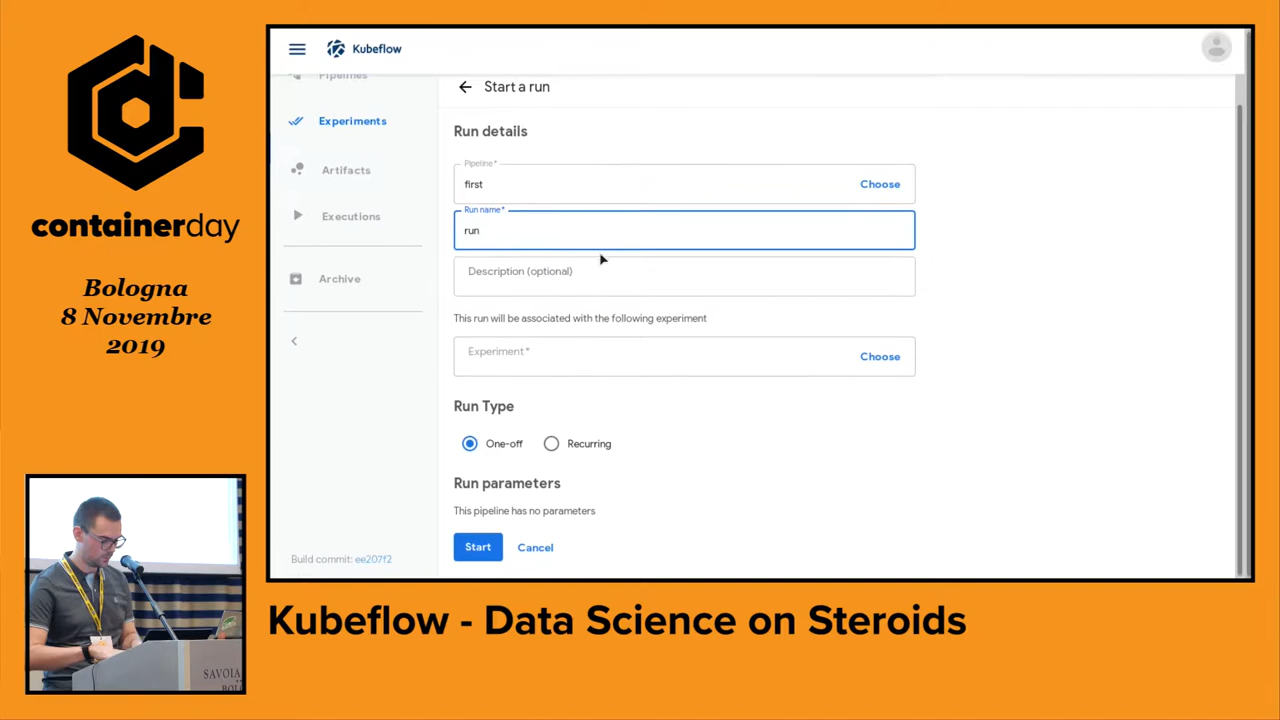 containerday
Bologna
8 Novembre
2019
Kubeflow
Pipelines
Experiments
Artifacts
Executions
Archive
Build commit: ee207f2
Start a run
Run details
Pipeline*
first
Choose
Run name*
run
Description (optional)
This run will be associated with the following experiment
Experiment*
Choose
Run Type
One-off
Recurring
Run parameters
This pipeline has no parameters
Start
Cancel
SAVOIA
Kubeflow - Data Science on Steroids